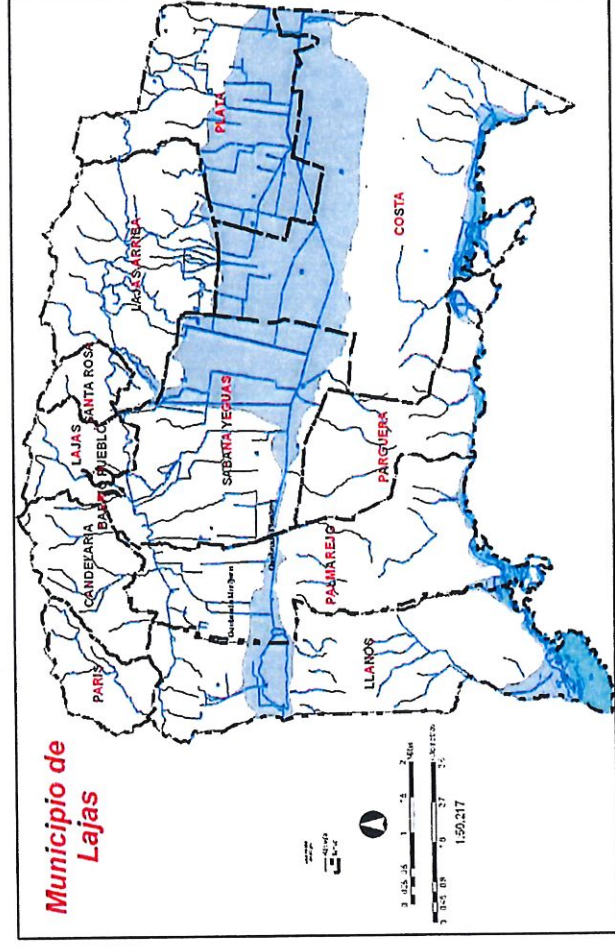 Municipio de
Lajas
PARIS
CANDELARIA
LAJAS
BARRIO PUEBLO
SANTA ROSA
LAJAS ARRIBA
PLATA
SABANA YEGUAS
LLANOS
PALMAREJO
PARGUERA
COSTA
1:50,217